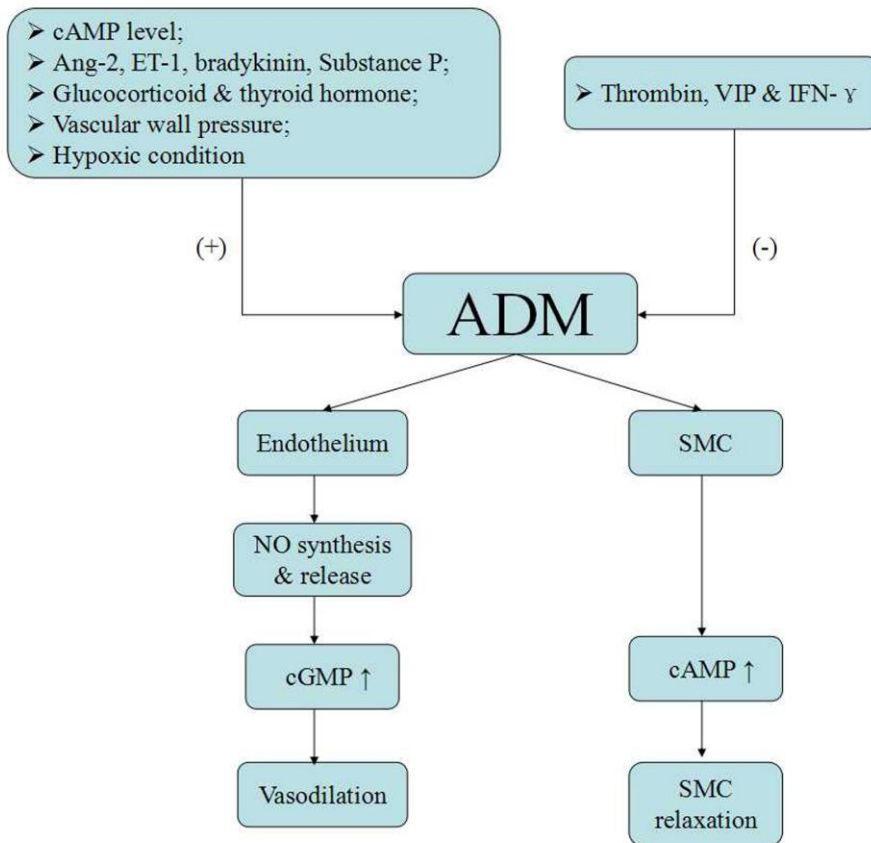 ➤ cAMP level;
➤ Ang-2, ET-1, bradykinin, Substance P;
➤ Glucocorticoid & thyroid hormone;
➤ Vascular wall pressure;
➤ Hypoxic condition
➤ Thrombin, VIP & IFN- γ
(+)
(-)
ADM
Endothelium
SMC
NO synthesis
& release
cGMP ↑
cAMP ↑
Vasodilation
SMC
relaxation